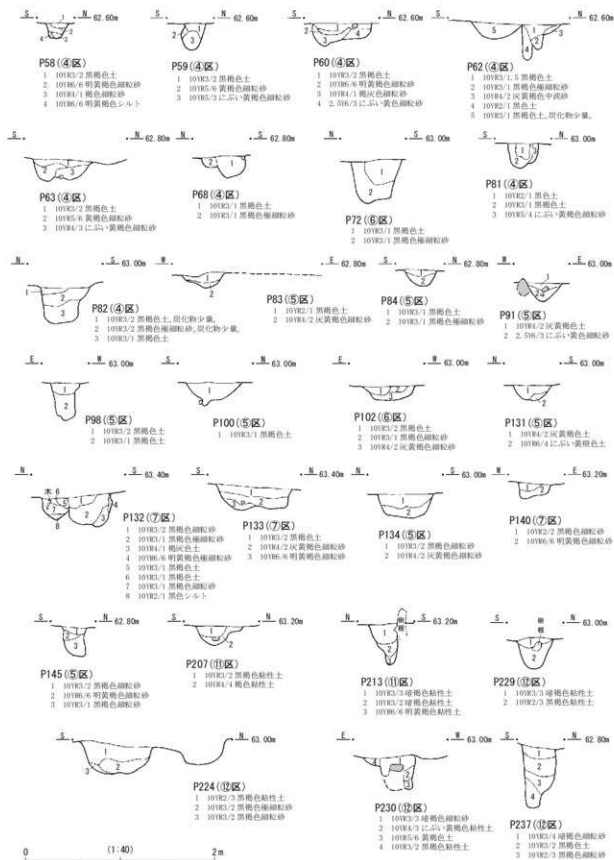 S N 62.60m
P58(④区)
1 10YR3/2 黒褐色土
2 10YR6/6 明黄褐色細粒砂
3 10YR4/1 褐色細粒砂
4 10YR6/6 明黄褐色シルト
S N 62.60m
P59(④区)
1 10YR3/2 黒褐色土
2 10YR5/6 黄褐色細粒砂
3 10YR5/3 にぶい黄褐色細粒砂
S N 62.60m
P60(④区)
1 10YR3/2 黒褐色土
2 10YR6/6 明黄褐色細粒砂
3 10YR4/1 褐灰色細粒砂
4 2.5Y6/3 にぶい黄色細粒砂
S N 62.60m
P62(④区)
1 10YR3/1.5 黒褐色土
2 10YR3/1 黒褐色極細粒砂
3 10YR4/2 灰黄褐色中流砂
4 10YR2/1 黒色土
5 10YR3/1 黒褐色土,炭化物少量。
S N 62.80m
P63(④区)
1 10YR3/2 黒褐色土
2 10YR5/6 黄褐色細粒砂
3 10YR4/3 にぶい黄褐色細粒砂
S N 62.80m
P68(④区)
1 10YR3/1 黒褐色土
2 10YR3/1 黒褐色極細粒砂
S N 63.00m
P72(⑥区)
1 10YR3/1 黒褐色土
2 10YR3/1 黒褐色極細粒砂
S N 63.00m
P81(④区)
1 10YR2/1 黒色土
2 10YR3/1 黒褐色土
3 10YR5/4 にぶい黄褐色細粒砂
N S 63.00m
P82(④区)
1 10YR3/2 黒褐色土,炭化物少量。
2 10YR3/2 黒褐色極細粒砂,炭化物少量。
3 10YR3/1 黒褐色土
W E 62.80m
P83(⑤区)
1 10YR2/1 黒色土
2 10YR4/2 灰黄褐色細粒砂
S N 62.80m
P84(⑤区)
1 10YR3/1 黒褐色土
2 10YR3/1 黒褐色極細粒砂
W E 63.00m
P91(⑤区)
1 10YR4/2 灰黄褐色土
2 2.5Y6/3 にぶい黄色細粒砂
E W 63.00m
P98(⑤区)
1 10YR3/2 黒褐色土
2 10YR3/1 黒褐色土
S N 63.00m
P100(⑤区)
1 10YR3/1 黒褐色土
W E 63.00m
P102(⑥区)
1 10YR3/2 黒褐色土
2 10YR3/1 黒褐色細粒砂
3 10YR4/2 灰黄褐色細粒砂
N S 63.00m
P131(⑤区)
1 10YR4/2 灰黄褐色土
2 10YR6/4 にぶい黄橙色土
N S 63.40m
木 6
P132(⑦区)
1 10YR3/2 黒褐色細粒砂
2 10YR3/1 黒褐色極細粒砂
3 10YR4/1 褐灰色土
4 10YR6/6 明黄褐色極細粒砂
5 10YR3/1 黒褐色土
6 10YR3/1 黒褐色土
7 10YR3/1 黒褐色細粒砂
8 10YR2/1 黒色シルト
S N 63.40m
P133(⑦区)
1 10YR3/2 黒褐色土
2 10YR4/2 灰黄褐色細粒砂
3 10YR6/6 明黄褐色細粒砂
N S 63.00m
P134(⑤区)
1 10YR3/2 黒褐色細粒砂
2 10YR4/2 灰黄褐色細粒砂
W E 63.20m
P140(⑦区)
1 10YR2/2 黒褐色細粒砂
2 10YR6/6 明黄褐色細粒砂
S N 62.80m
P145(⑤区)
1 10YR3/2 黒褐色細粒砂
2 10YR6/6 明黄褐色細粒砂
3 10YR3/1 黒褐色細粒砂
W N 63.00m
P207(⑪区)
1 10YR3/2 黒褐色粘性土
2 10YR4/4 褐色粘性土
N 樹根 S 63.20m
P213(⑪区)
1 10YR3/3 暗褐色粘性土
2 10YR3/2 暗褐色粘性土
3 10YR6/6 明黄褐色粘性土
N 樹根 S 63.00m
P229(⑫区)
1 10YR3/3 暗褐色粘性土
2 10YR2/3 黒褐色粘性土
S N 63.00m
P224(⑫区)
1 10YR2/3 黒褐色粘性土
2 10YR3/2 黒褐色極細粒砂
3 10YR3/2 黒褐色細粒砂
E W 63.00m
P230(⑫区)
1 10YR3/3 暗褐色細粒砂
2 10YR4/3 にぶい黄褐色粘性土
3 10YR5/6 黄褐色土
4 10YR3/2 黒褐色粘性土
S N 62.80m
P237(⑫区)
1 10YR3/4 暗褐色細粒砂
2 10YR3/2 黒褐色土
3 10YR2/3 黒褐色細粒砂
0 (1:40) 2m